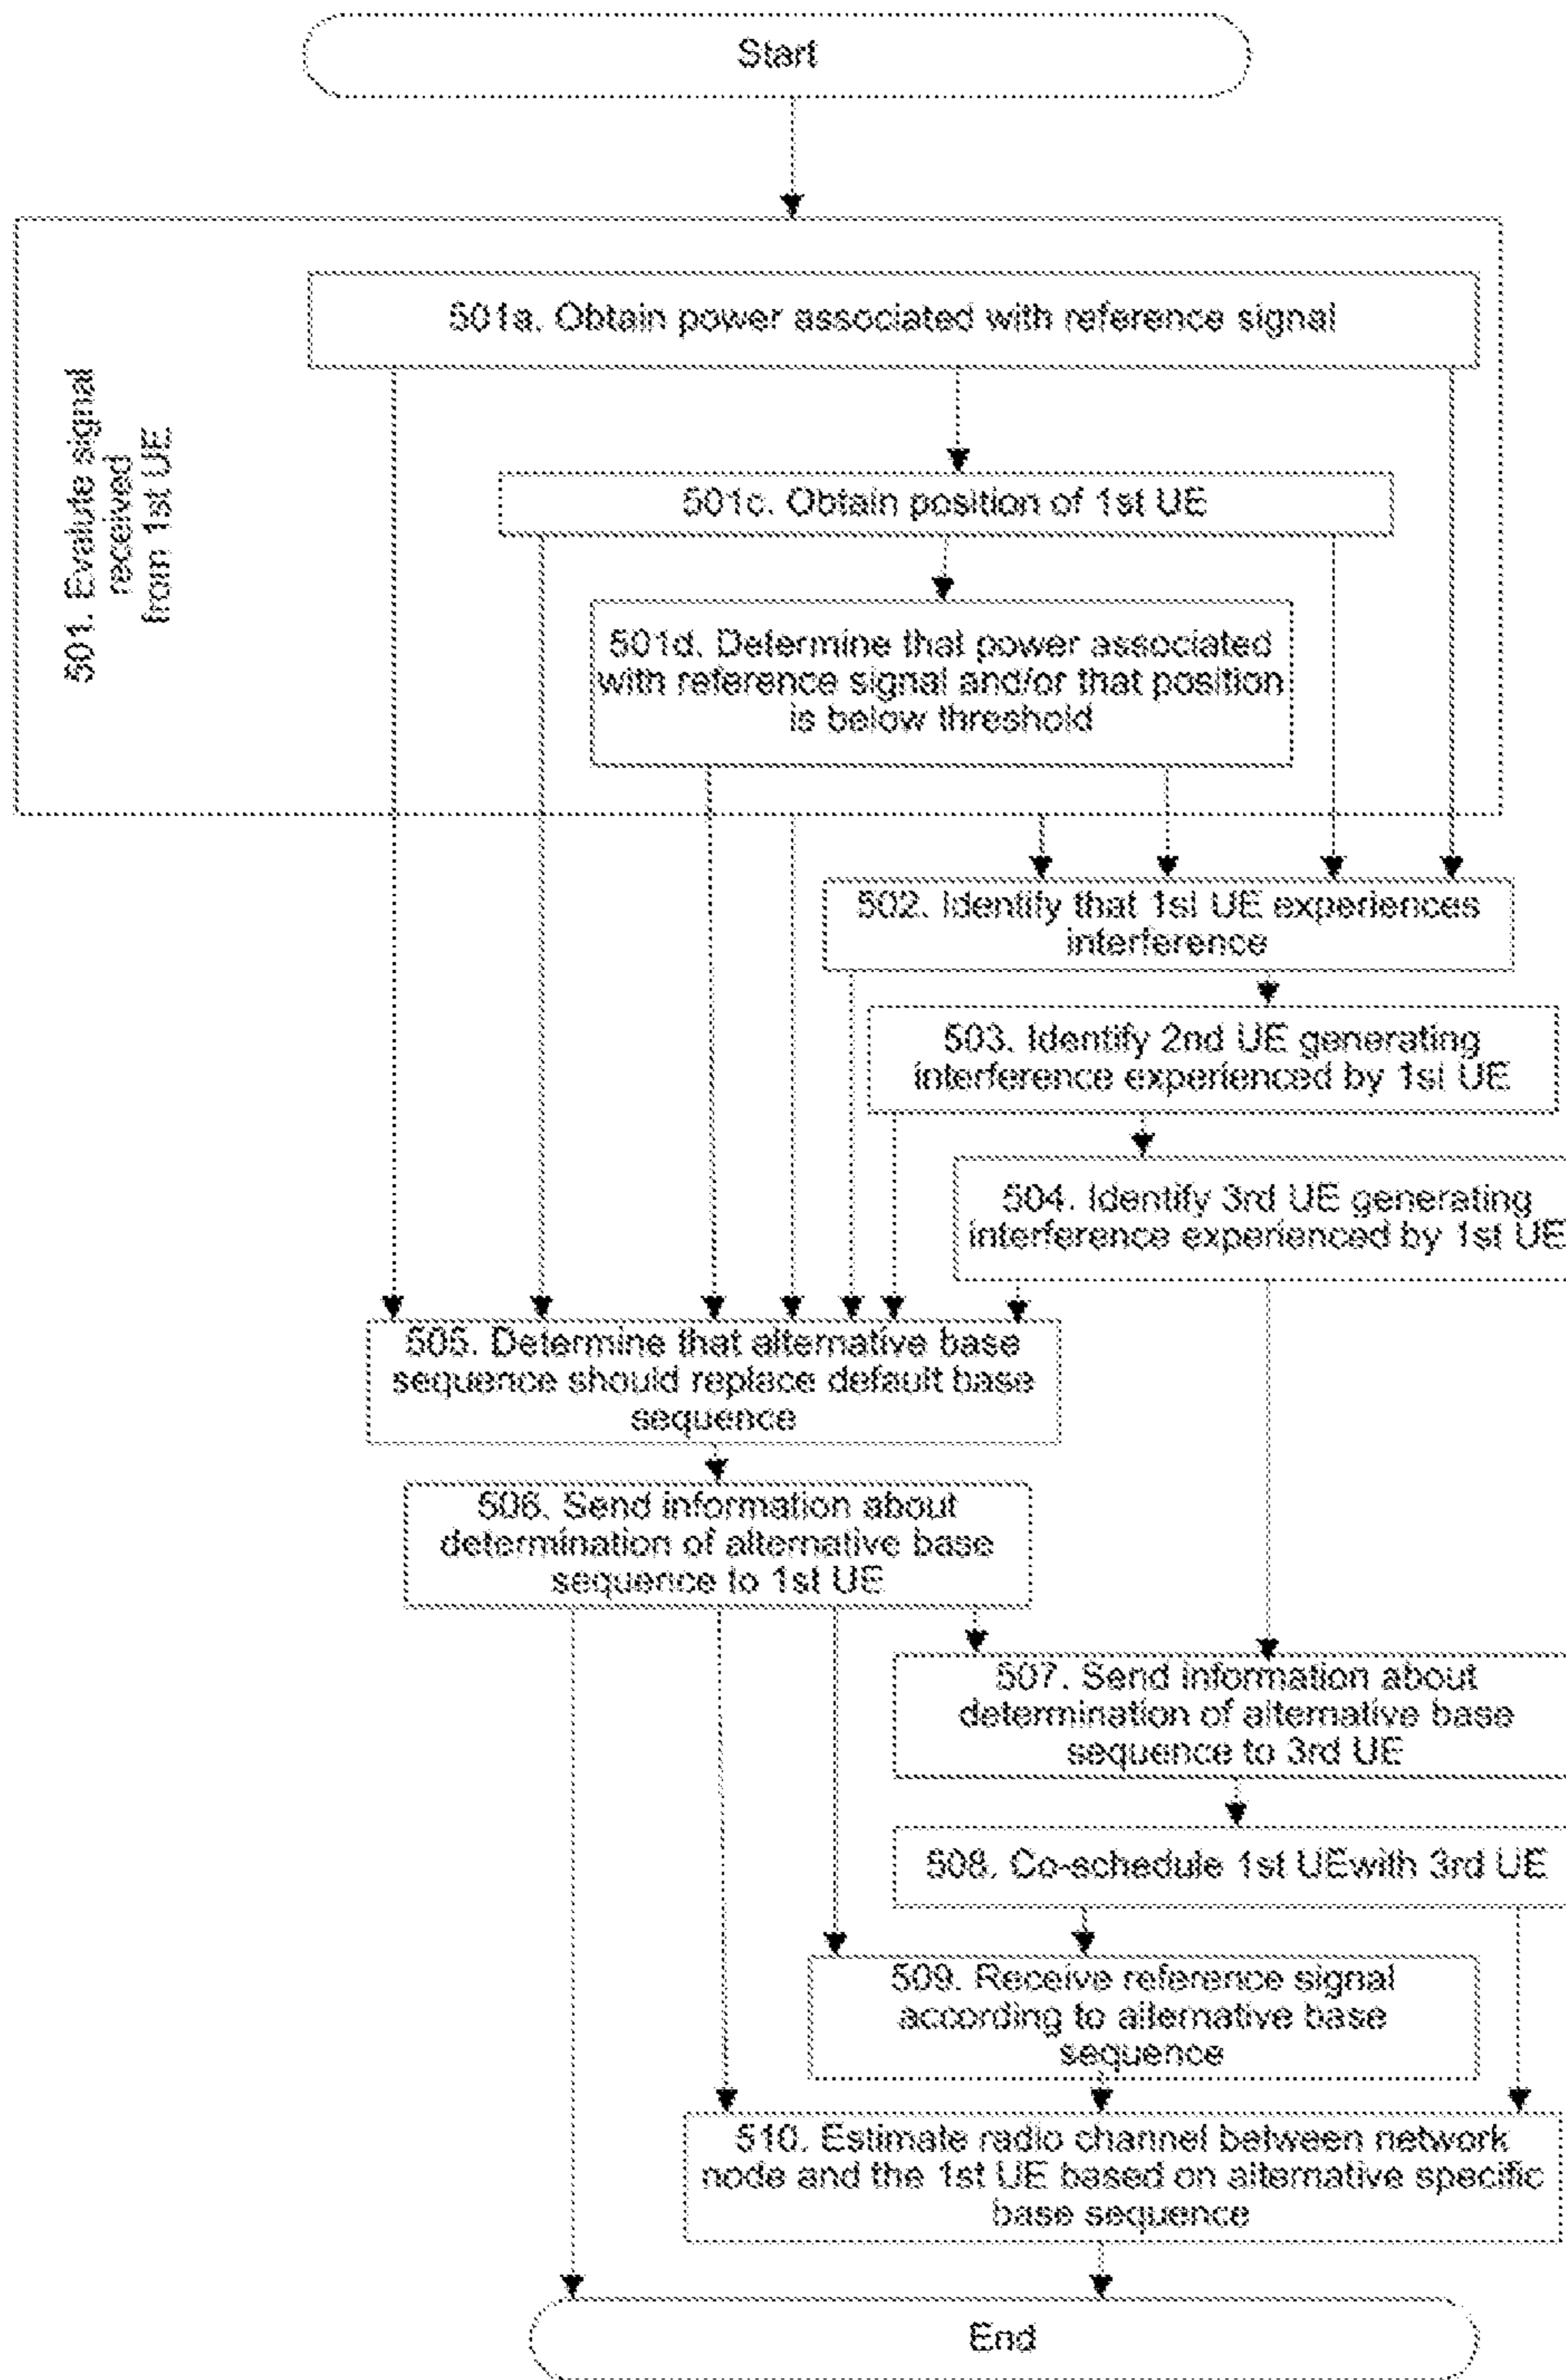 Start
501. Evalute signal
received
from 1st UE
501a. Obtain power associated with reference signal
501c. Obtain position of 1st UE
501d. Determine that power associated
with reference signal and/or that position
is below threshold
502. Identify that 1st UE experiences
interference
503. Identify 2nd UE generating
interference experienced by 1st UE
504. Identify 3rd UE generating
interference experienced by 1st UE
505. Determine that alternative base
sequence should replace default base
sequence
506. Send information about
determination of alternative base
sequence to 1st UE
507. Send information about
determination of alternative base
sequence to 3rd UE
508. Co-schedule 1st UEwith 3rd UE
509. Receive reference signal
according to alternative base
sequence
510. Estimate radio channel between network
node and the 1st UE based on alternative specific
base sequence
End